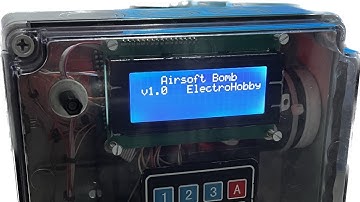 Airsoft Bomb
v1.0 ElectroHobby
1 2 3 A